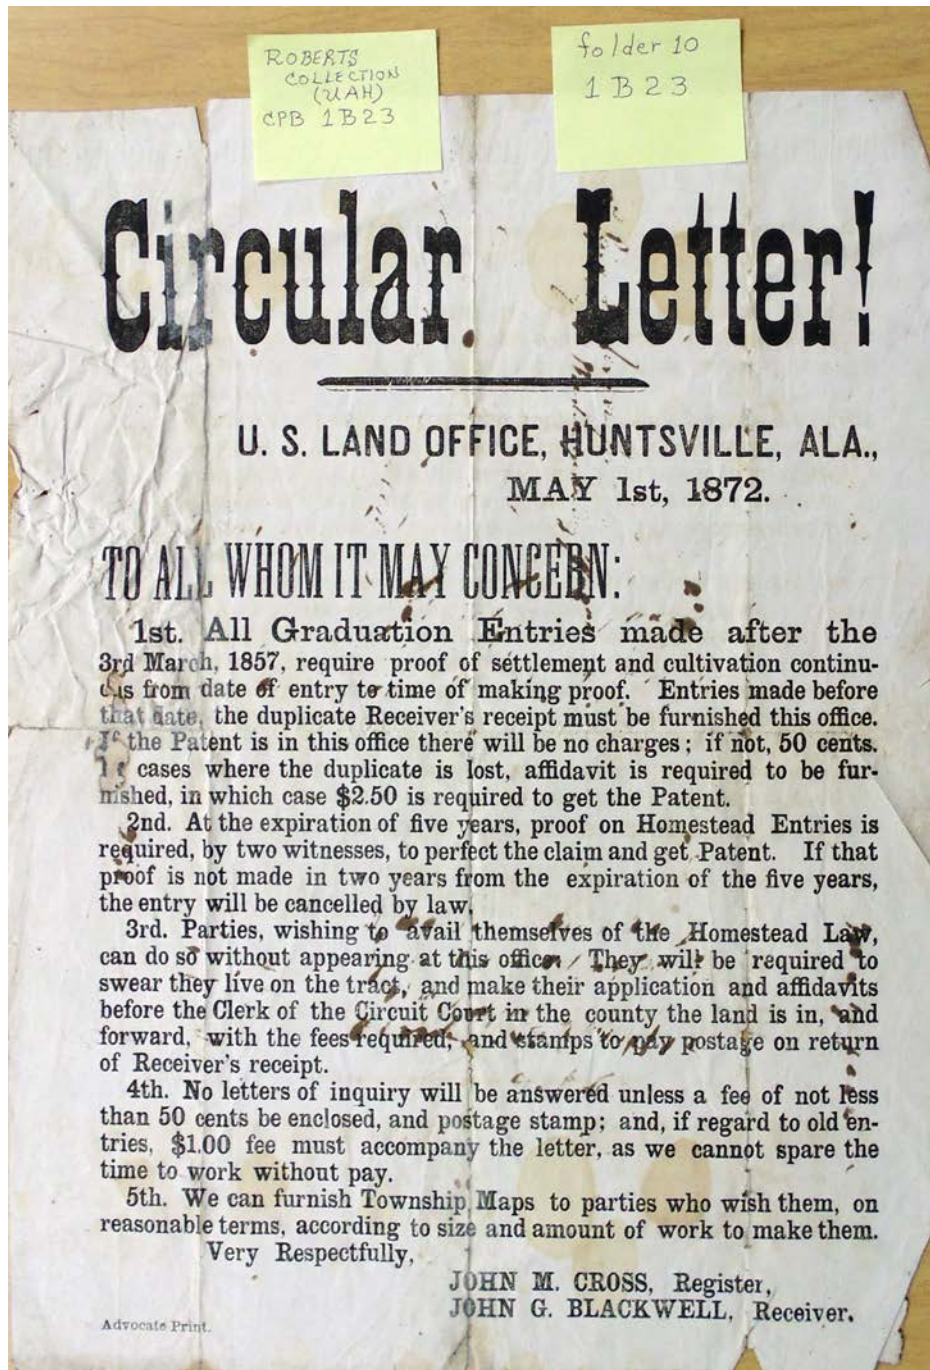 ROBERTS
COLLECTION
(UAH)
CPB 1B23
folder 10
1B23
Circular Letter!
U. S. LAND OFFICE, HUNTSVILLE, ALA.,
MAY 1st, 1872.
TO ALL WHOM IT MAY CONCERN:
1st. All Graduation Entries made after the
3rd March, 1857, require proof of settlement and cultivation continu-
ous from date of entry to time of making proof. Entries made before
that date, the duplicate Receiver's receipt must be furnished this office.
If the Patent is in this office there will be no charges; if not, 50 cents.
In cases where the duplicate is lost, affidavit is required to be fur-
nished, in which case $2.50 is required to get the Patent.
2nd. At the expiration of five years, proof on Homestead Entries is
required, by two witnesses, to perfect the claim and get Patent. If that
proof is not made in two years from the expiration of the five years,
the entry will be cancelled by law.
3rd. Parties, wishing to avail themselves of the Homestead Law,
can do so without appearing at this office. They will be required to
swear they live on the tract, and make their application and affidavits
before the Clerk of the Circuit Court in the county the land is in, and
forward, with the fees required, and stamps to pay postage on return
of Receiver's receipt.
4th. No letters of inquiry will be answered unless a fee of not less
than 50 cents be enclosed, and postage stamp; and, if regard to old en-
tries, $1.00 fee must accompany the letter, as we cannot spare the
time to work without pay.
5th. We can furnish Township Maps to parties who wish them, on
reasonable terms, according to size and amount of work to make them.
Very Respectfully,
JOHN M. CROSS, Register,
JOHN G. BLACKWELL, Receiver.
Advocate Print.